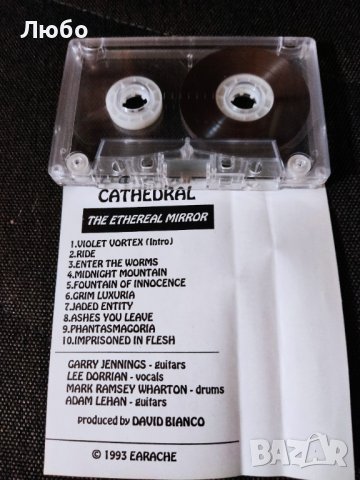 Любо
CATHEDRAL
THE ETHEREAL MIRROR
1.VIOLET VORTEX (Intro)
2.RIDE
3.ENTER THE WORMS
4.MIDNIGHT MOUNTAIN
5.FOUNTAIN OF INNOCENCE
6.GRIM LUXURIA
7.JADED ENTITY
8.ASHES YOU LEAVE
9.PHANTASMAGORIA
10.IMPRISONED IN FLESH
GARRY JENNINGS - guitars
LEE DORRIAN - vocals
MARK RAMSEY WHARTON - drums
ADAM LEHAN - guitars
produced by DAVID BIANCO
© 1993 EARACHE
BAZAR